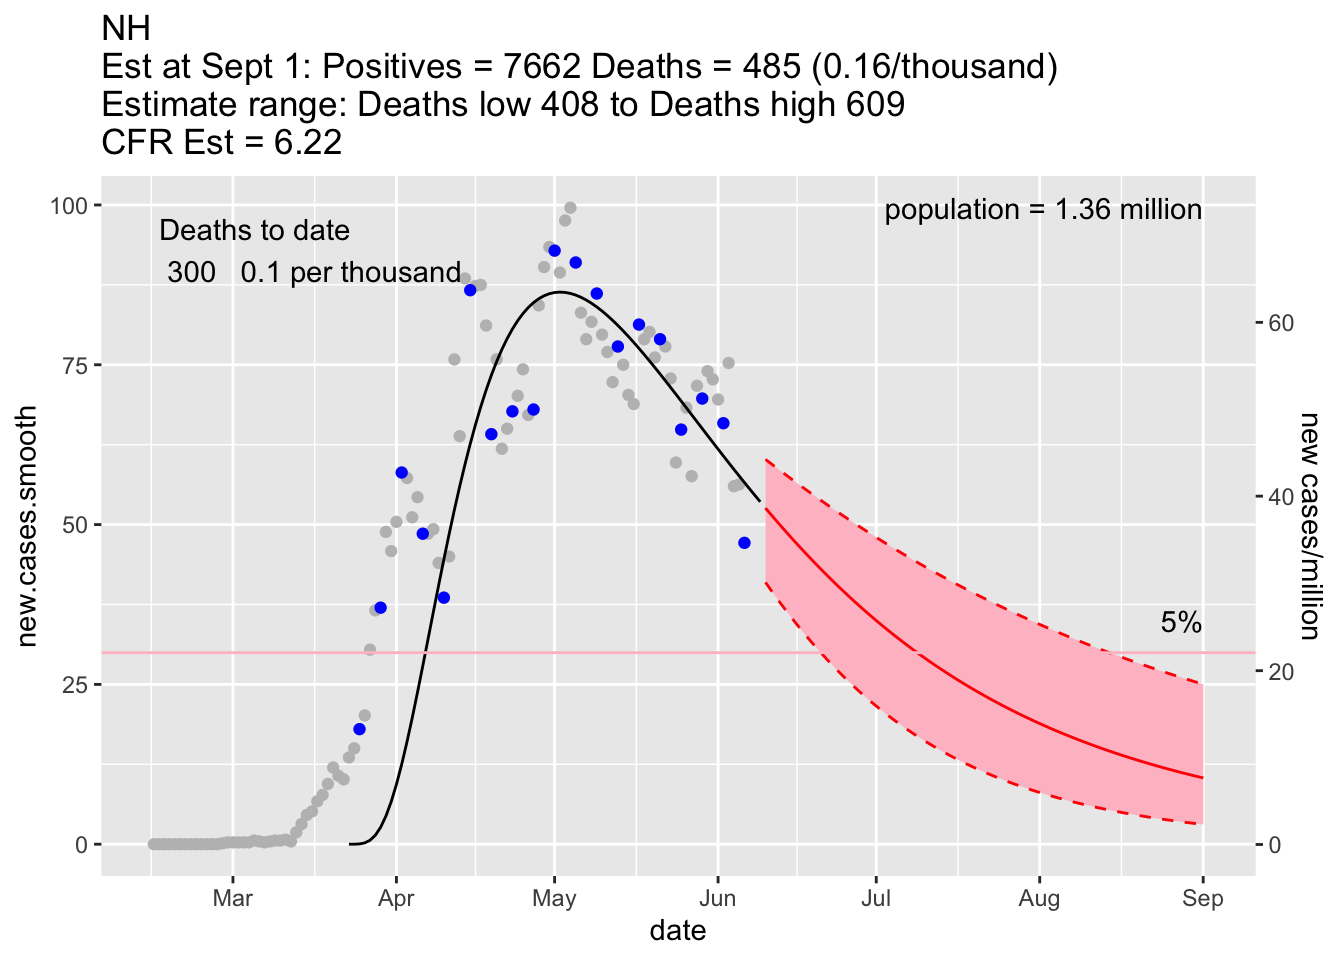 NH
Est at Sept 1: Positives = 7662 Deaths = 485 (0.16/thousand)
Estimate range: Deaths low 408 to Deaths high 609
CFR Est = 6.22
100
75
50
25
0
new.cases.smooth
Deaths to date
300 0.1 per thousand
population = 1.36 million
5%
60
40
20
0
new cases/million
Mar
Apr
May
Jun
Jul
Aug
Sep
date